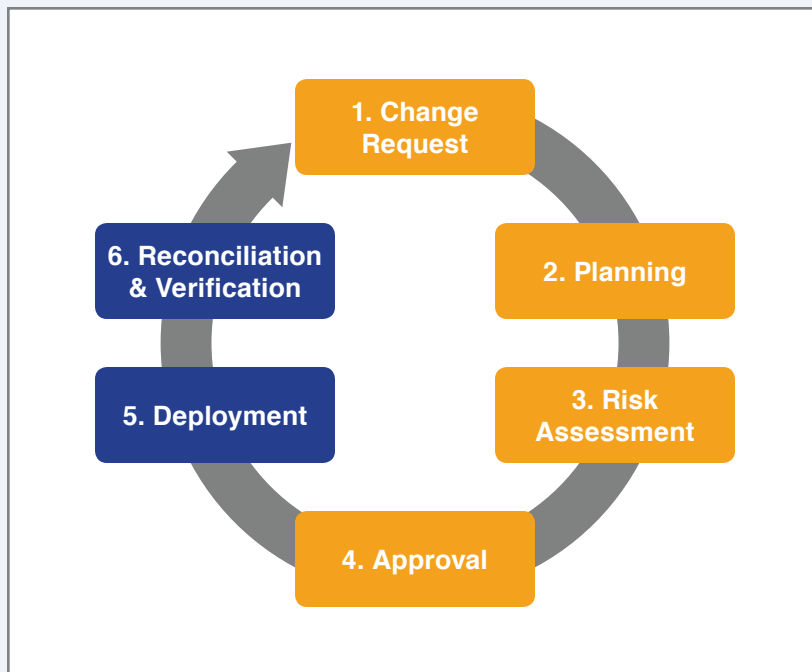 1. Change
Request
2. Planning
3. Risk
Assessment
4. Approval
5. Deployment
6. Reconciliation
& Verification